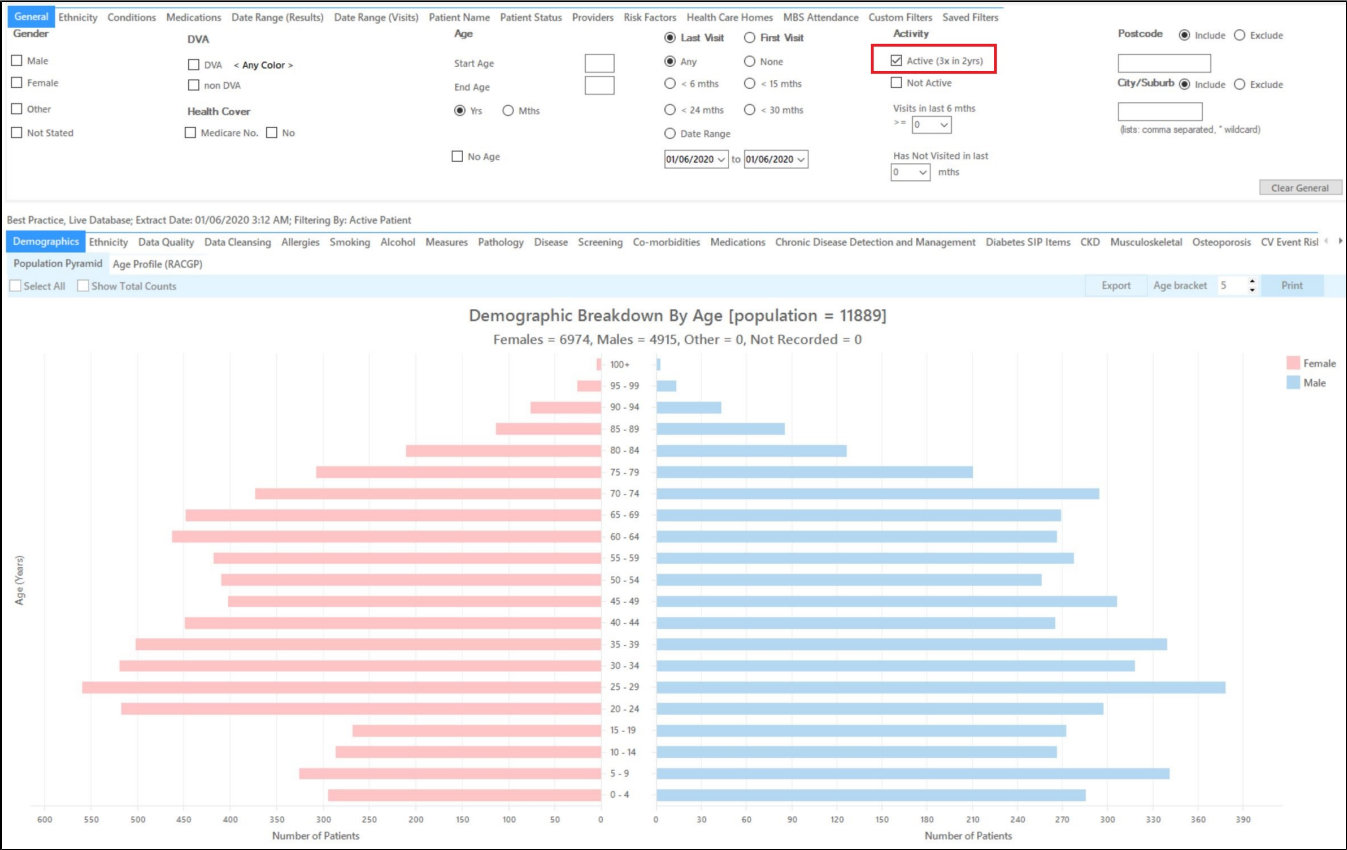 General Ethnicity Conditions Medications Date Range (Results) Date Range (Visits) Patient Name Patient Status Providers Risk Factors Health Care Homes MBS Attendance Custom Filters Saved Filters
Gender
Male
Female
Other
Not Stated
DVA
DVA < Any Color >
non DVA
Health Cover
Medicare No. No
Age
Start Age
End Age
Yrs Mths
No Age
Last Visit First Visit
Any None
< 6 mths < 15 mths
< 24 mths < 30 mths
Date Range
01/06/2020 to 01/06/2020
Activity
Active (3x in 2yrs)
Not Active
Visits in last 6 mths
>= 0
Has Not Visited in last
0 mths
Postcode Include Exclude
City/Suburb Include Exclude
(lists: comma separated, * wildcard)
Clear General
Best Practice, Live Database; Extract Date: 01/06/2020 3:12 AM; Filtering By: Active Patient
Demographics Ethnicity Data Quality Data Cleansing Allergies Smoking Alcohol Measures Pathology Disease Screening Co-morbidities Medications Chronic Disease Detection and Management Diabetes SIP Items CKD Musculoskeletal Osteoporosis CV Event Risl
Population Pyramid Age Profile (RACGP)
Select All Show Total Counts Export Age bracket 5 Print
Demographic Breakdown By Age [population = 11889]
Females = 6974, Males = 4915, Other = 0, Not Recorded = 0
Female
Male
100+
95 - 99
90 - 94
85 - 89
80 - 84
75 - 79
70 - 74
65 - 69
60 - 64
55 - 59
50 - 54
45 - 49
40 - 44
35 - 39
30 - 34
25 - 29
20 - 24
15 - 19
10 - 14
5 - 9
0 - 4
Age (Years)
600 550 500 450 400 350 300 250 200 150 100 50 0 0 30 60 90 120 150 180 210 240 270 300 330 360 390
Number of Patients Number of Patients